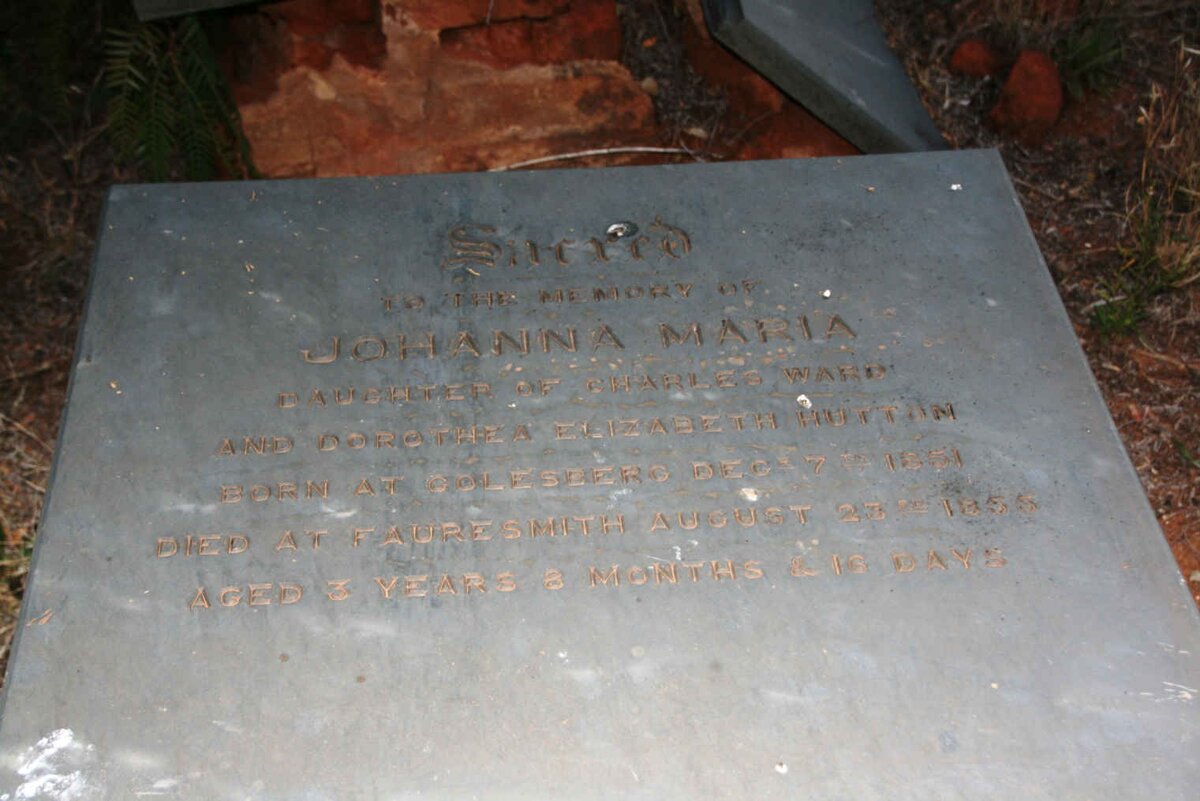 Sacred
TO THE MEMORY OF
JOHANNA MARIA
DAUGHTER OF CHARLES WARD
AND DOROTHEA ELIZABETH HUTTON
BORN AT COLESBERG DECR 7TH 1851
DIED AT FAURESMITH AUGUST 23RD 1855
AGED 3 YEARS 8 MONTHS & 16 DAYS